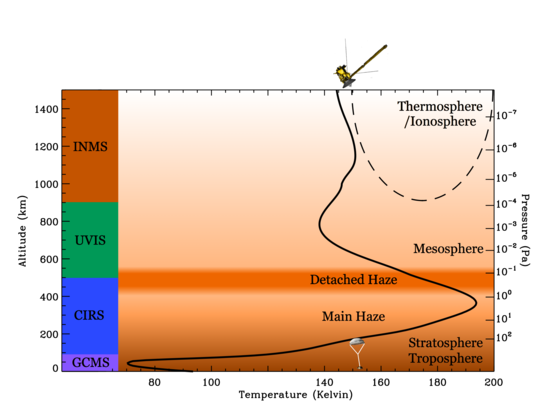 1400
1200
1000
800
600
400
200
0
Altitude (km)
INMS
UVIS
CIRS
GCMS
Thermosphere
/Ionosphere
Mesosphere
Detached Haze
Main Haze
Stratosphere
Troposphere
10⁻⁷
10⁻⁶
10⁻⁵
10⁻⁴
10⁻³
10⁻²
10⁻¹
10⁰
10¹
10²
Pressure (Pa)
80 100 140 160 180 200
Temperature (Kelvin)